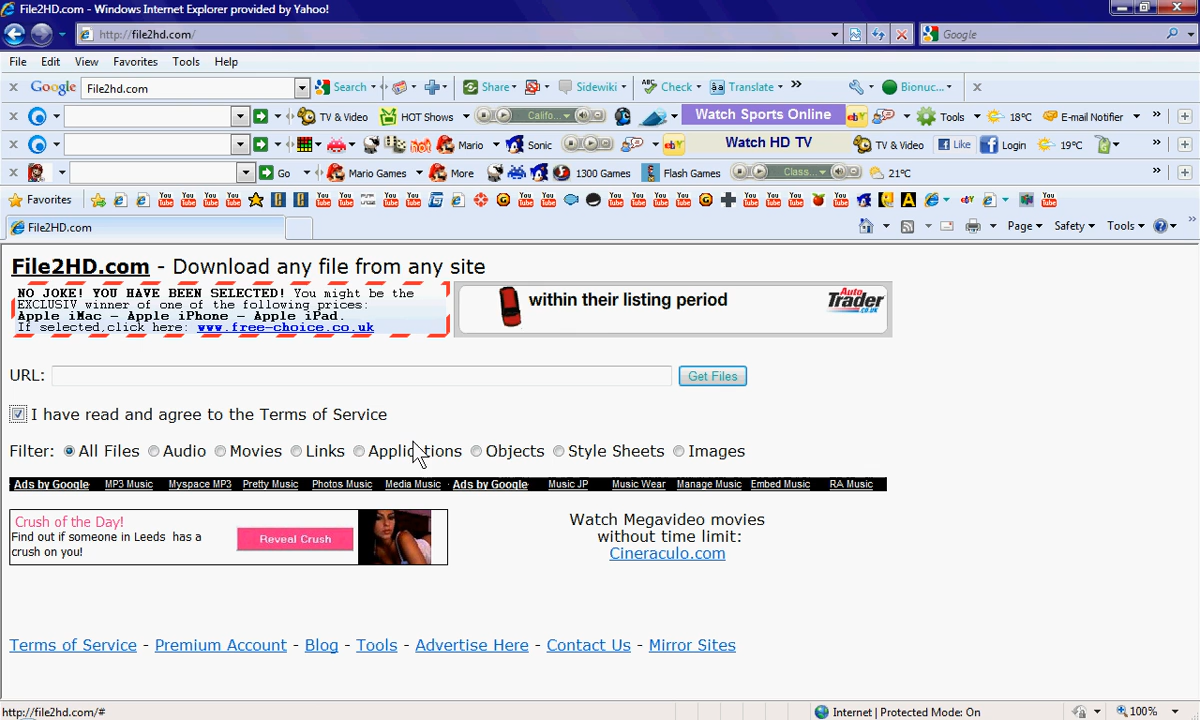 File2HD.com - Windows Internet Explorer provided by Yahoo!
http://file2hd.com/
Google
File Edit View Favorites Tools Help
Google File2hd.com Search Share Sidewiki Check Translate Bionuc...
TV & Video HOT Shows Califo... Watch Sports Online Tools 18°C E-mail Notifier
Mario Sonic Watch HD TV TV & Video Like Login 19°C
Go Mario Games More 1300 Games Flash Games Class... 21°C
Favorites
File2HD.com Page Safety Tools
File2HD.com - Download any file from any site
NO JOKE! YOU HAVE BEEN SELECTED! You might be the
EXCLUSIV winner of one of the following prices:
Apple iMac - Apple iPhone - Apple iPad.
If selected,click here: www.free-choice.co.uk
within their listing period
Auto Trader
URL: Get Files
I have read and agree to the Terms of Service
Filter: All Files Audio Movies Links Applications Objects Style Sheets Images
Ads by Google MP3 Music Myspace MP3 Pretty Music Photos Music Media Music Ads by Google Music JP Music Wear Manage Music Embed Music RA Music
Crush of the Day!
Find out if someone in Leeds has a
crush on you!
Reveal Crush
Watch Megavideo movies
without time limit:
Cineraculo.com
Terms of Service - Premium Account - Blog - Tools - Advertise Here - Contact Us - Mirror Sites
http://file2hd.com/# Internet | Protected Mode: On 100%